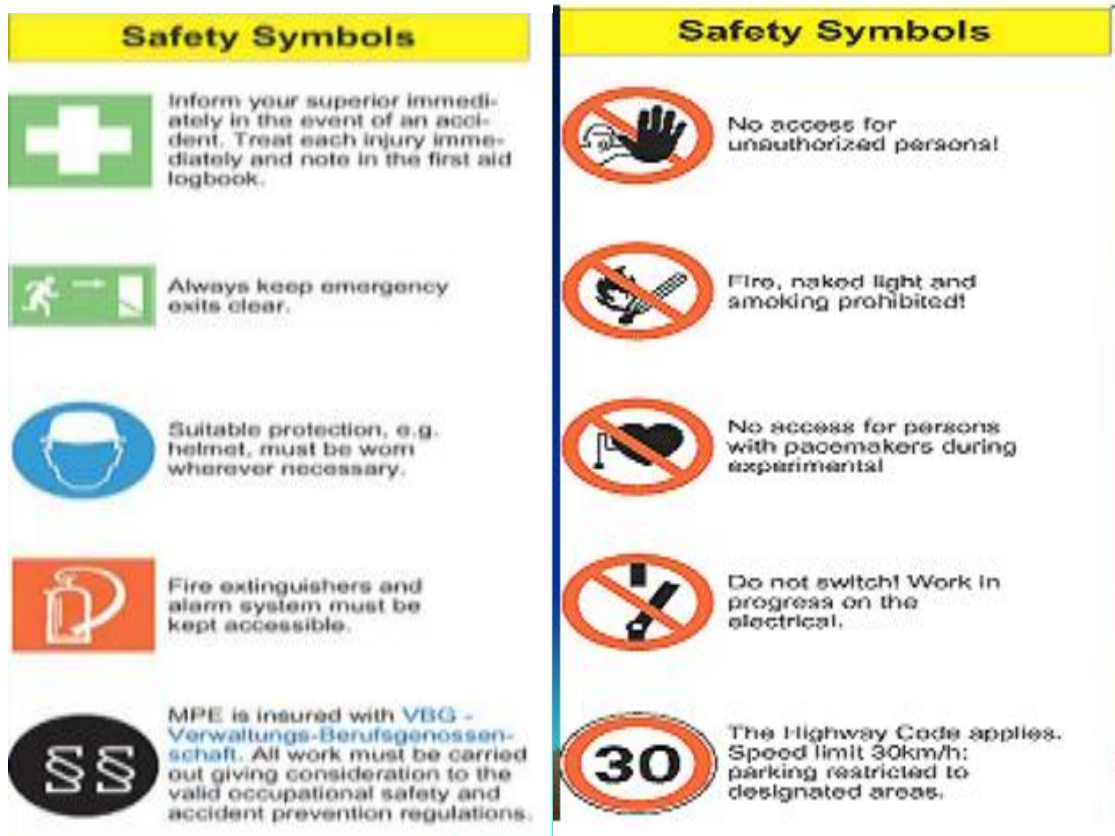 Safety Symbols
Inform your superior immedi-
ately in the event of an acci-
dent. Treat each injury imme-
diately and note in the first aid
logbook.
Always keep emergency
exits clear.
Suitable protection, e.g.
helmet, must be worn
wherever necessary.
Fire extinguishers and
alarm system must be
kept accessible.
§§
MPE is insured with VBG -
Verwaltungs-Berufsgenossen-
schaft. All work must be carried
out giving consideration to the
valid occupational safety and
accident prevention regulations.
Safety Symbols
No access for
unauthorized persons!
Fire, naked light and
smoking prohibited!
No access for persons
with pacemakers during
experiments!
Do not switch! Work in
progress on the
electrical.
30
The Highway Code applies.
Speed limit 30km/h;
parking restricted to
designated areas.